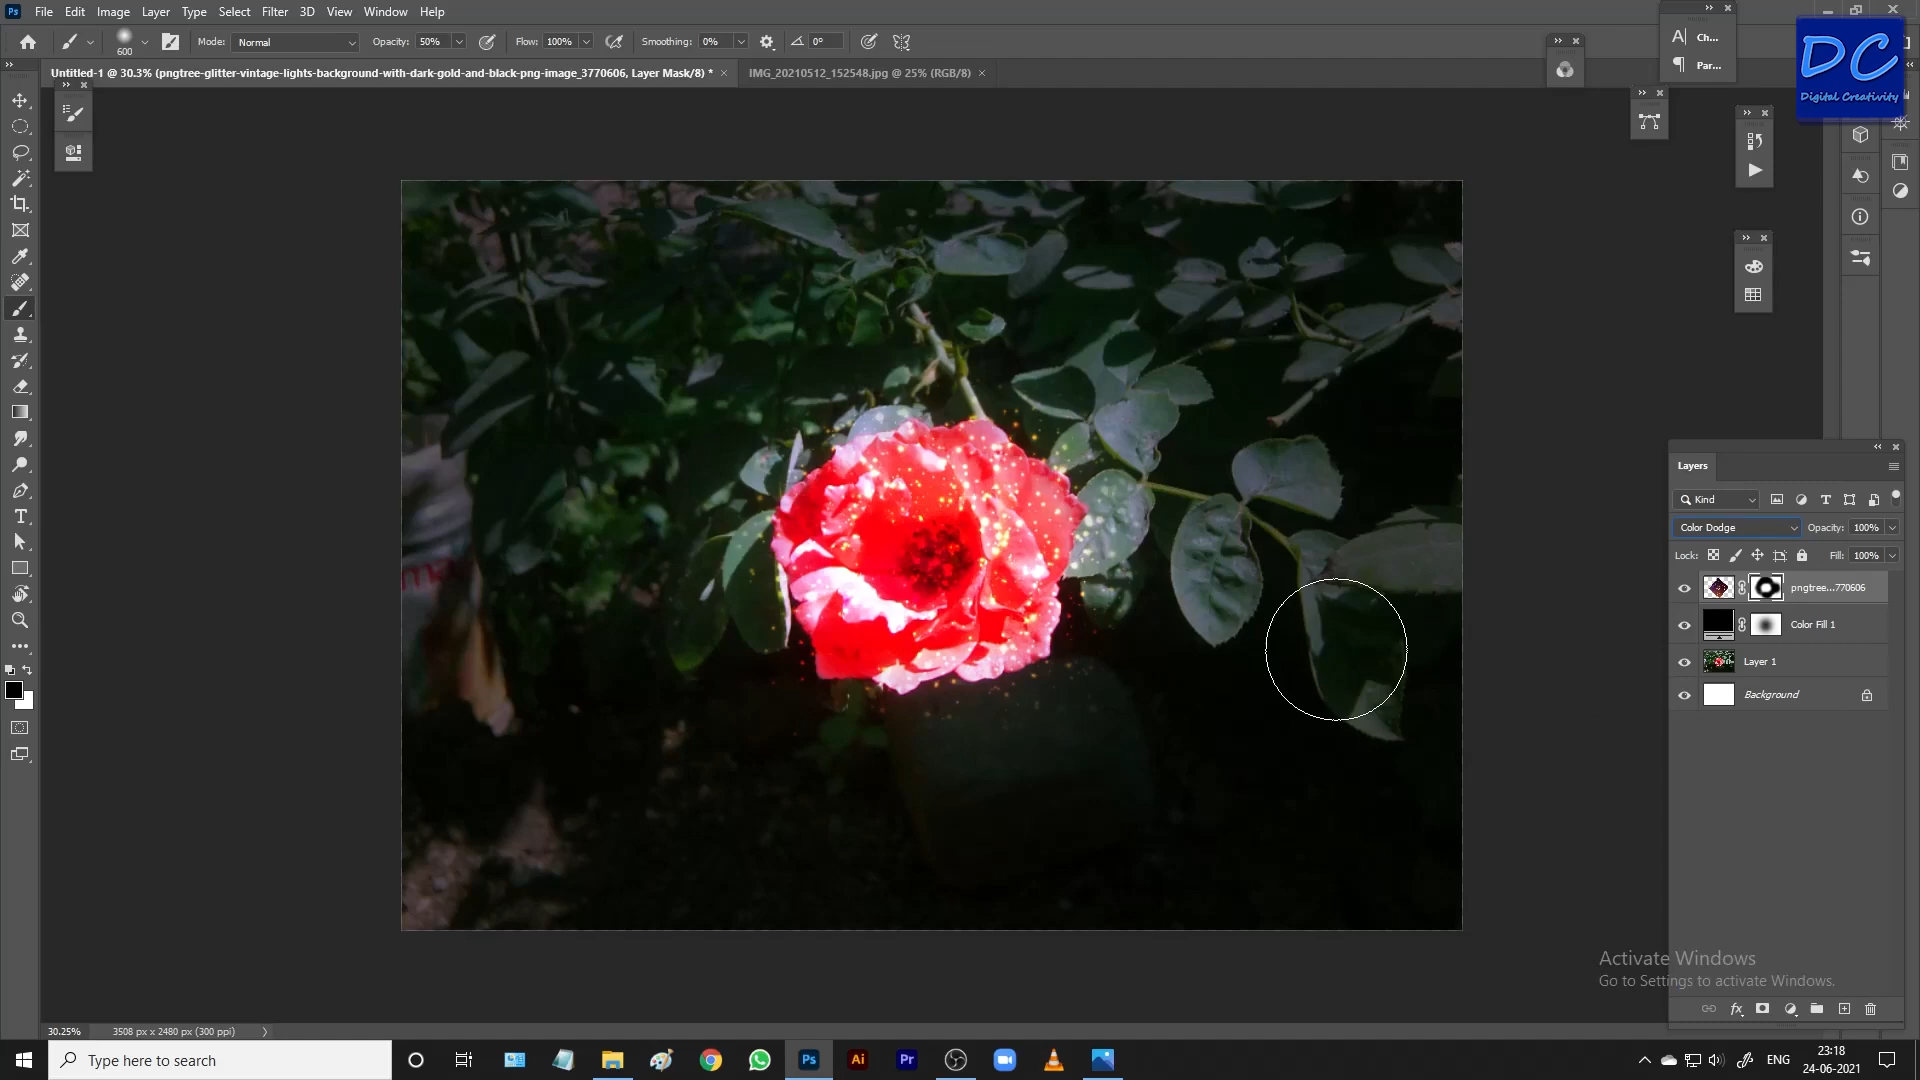 Ps File Edit Image Layer Type Select Filter 3D View Window Help
600 Mode: Normal Opacity: 50% Flow: 100% Smoothing: 0% 0°
Untitled-1 @ 30.3% (pngtree-glitter-vintage-lights-background-with-dark-gold-and-black-png-image_3770606, Layer Mask/8) *
IMG_20210512_152548.jpg @ 25% (RGB/8)
Ch...
Par...
DC
Digital Creativity
Layers
Kind
Color Dodge Opacity: 100%
Lock: Fill: 100%
pngtree...770606
Color Fill 1
Layer 1
Background
Activate Windows
Go to Settings to activate Windows.
30.25% 3508 px x 2480 px (300 ppi)
Type here to search
Ps Ai Pr
ENG
23:18
24-06-2021